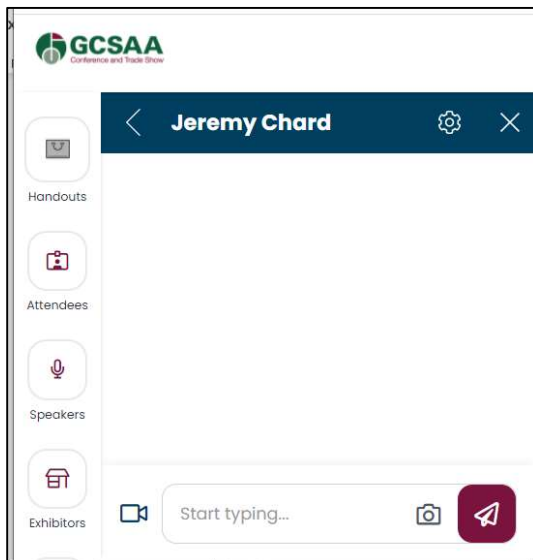 GCSAA
Conference and Trade Show
Jeremy Chard
Handouts
Attendees
Speakers
Exhibitors
Start typing...